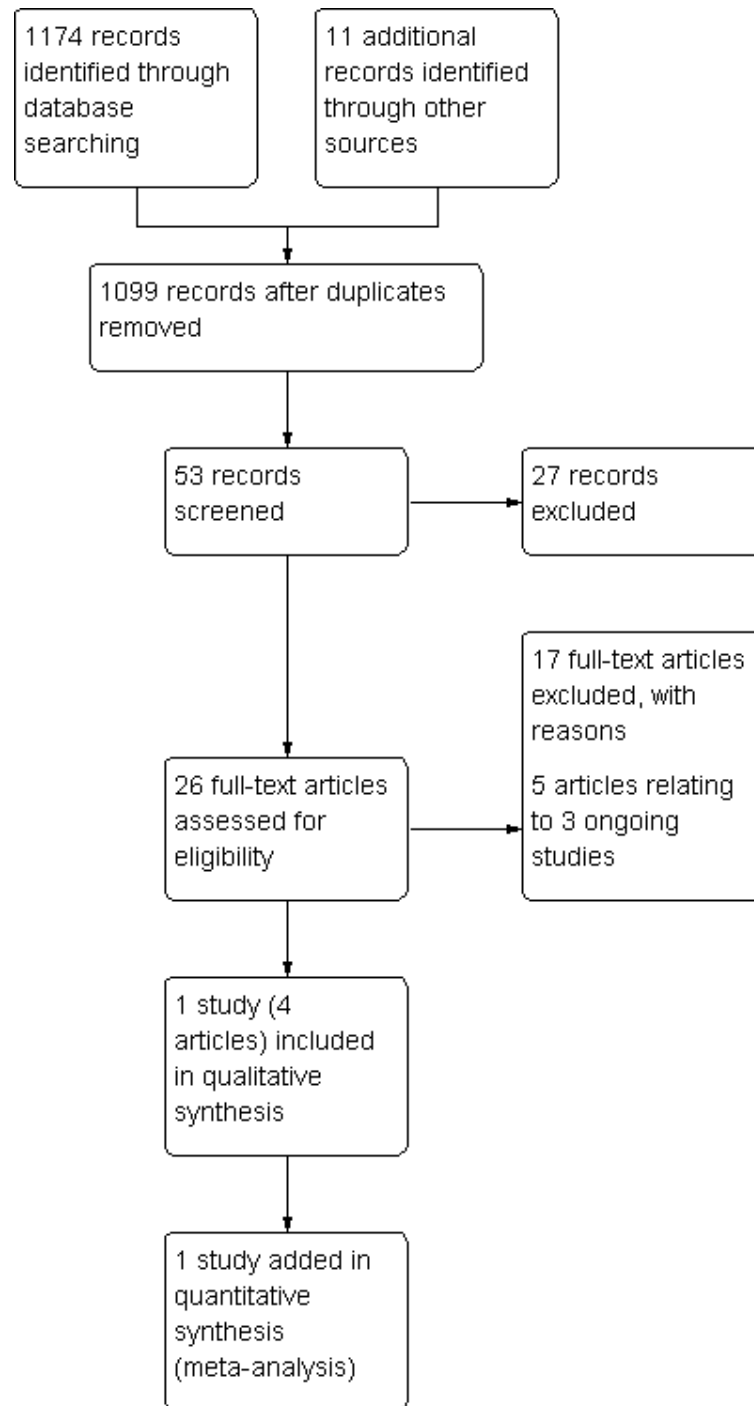 1174 records
identified through
database
searching
11 additional
records identified
through other
sources
1099 records after duplicates
removed
53 records
screened
27 records
excluded
17 full-text articles
excluded, with
reasons
5 articles relating
to 3 ongoing
studies
26 full-text articles
assessed for
eligibility
1 study (4
articles) included
in qualitative
synthesis
1 study added in
quantitative
synthesis
(meta-analysis)